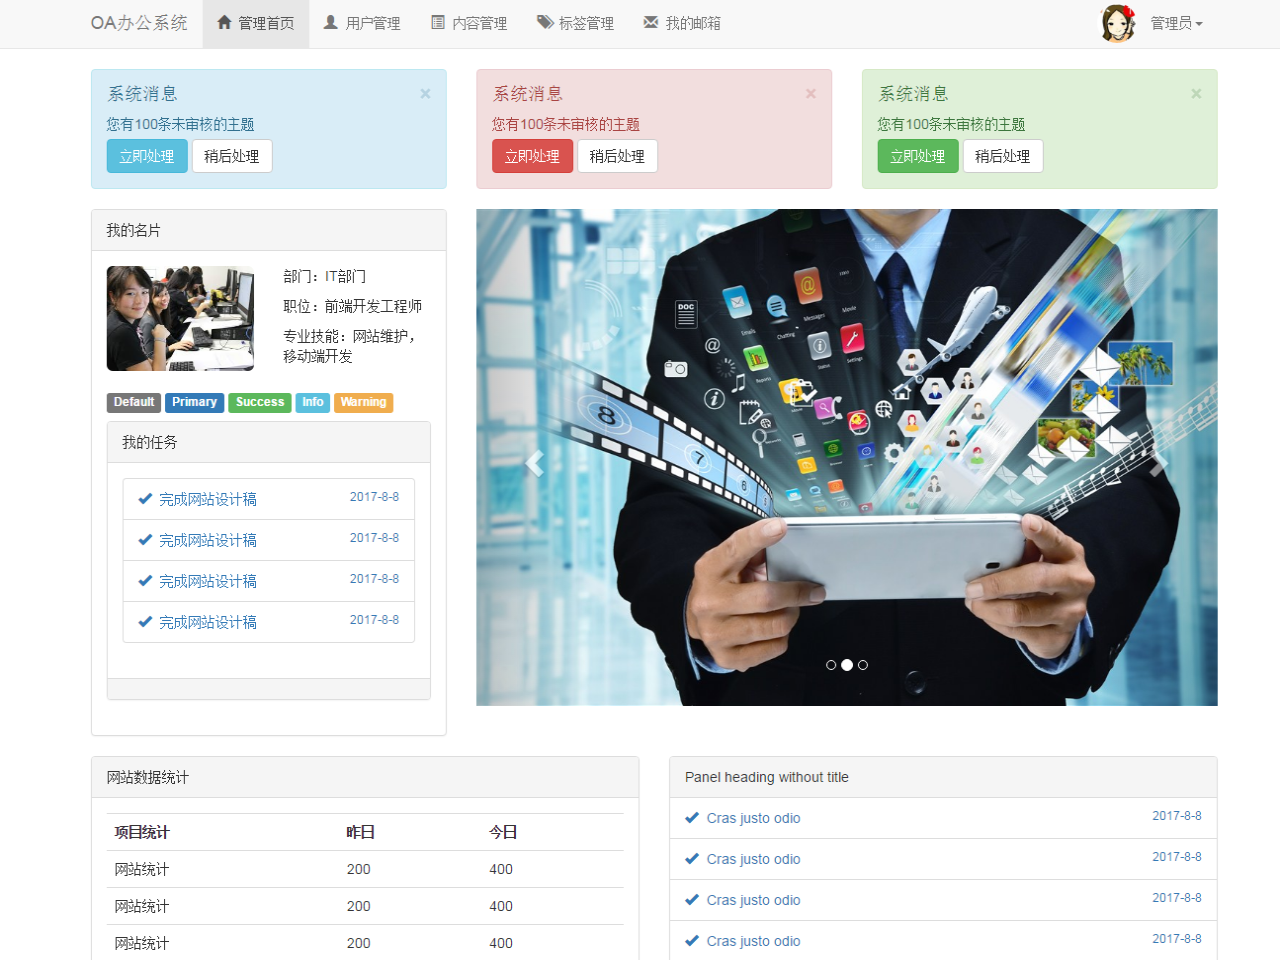 OA办公系统 管理首页 用户管理 内容管理 标签管理 我的邮箱 管理员
系统消息 ×
您有100条未审核的主题
立即处理 稍后处理
系统消息 ×
您有100条未审核的主题
立即处理 稍后处理
系统消息 ×
您有100条未审核的主题
立即处理 稍后处理
我的名片
部门：IT部门
职位：前端开发工程师
专业技能：网站维护，
移动端开发
Default Primary Success Info Warning
我的任务
完成网站设计稿 2017-8-8
完成网站设计稿 2017-8-8
完成网站设计稿 2017-8-8
完成网站设计稿 2017-8-8
DOC
Emails
Chatting
Music
Movie
Reports
Status
Settings
8
7
6
网站数据统计
项目统计 昨日 今日
网站统计 200 400
网站统计 200 400
网站统计 200 400
Panel heading without title
Cras justo odio 2017-8-8
Cras justo odio 2017-8-8
Cras justo odio 2017-8-8
Cras justo odio 2017-8-8